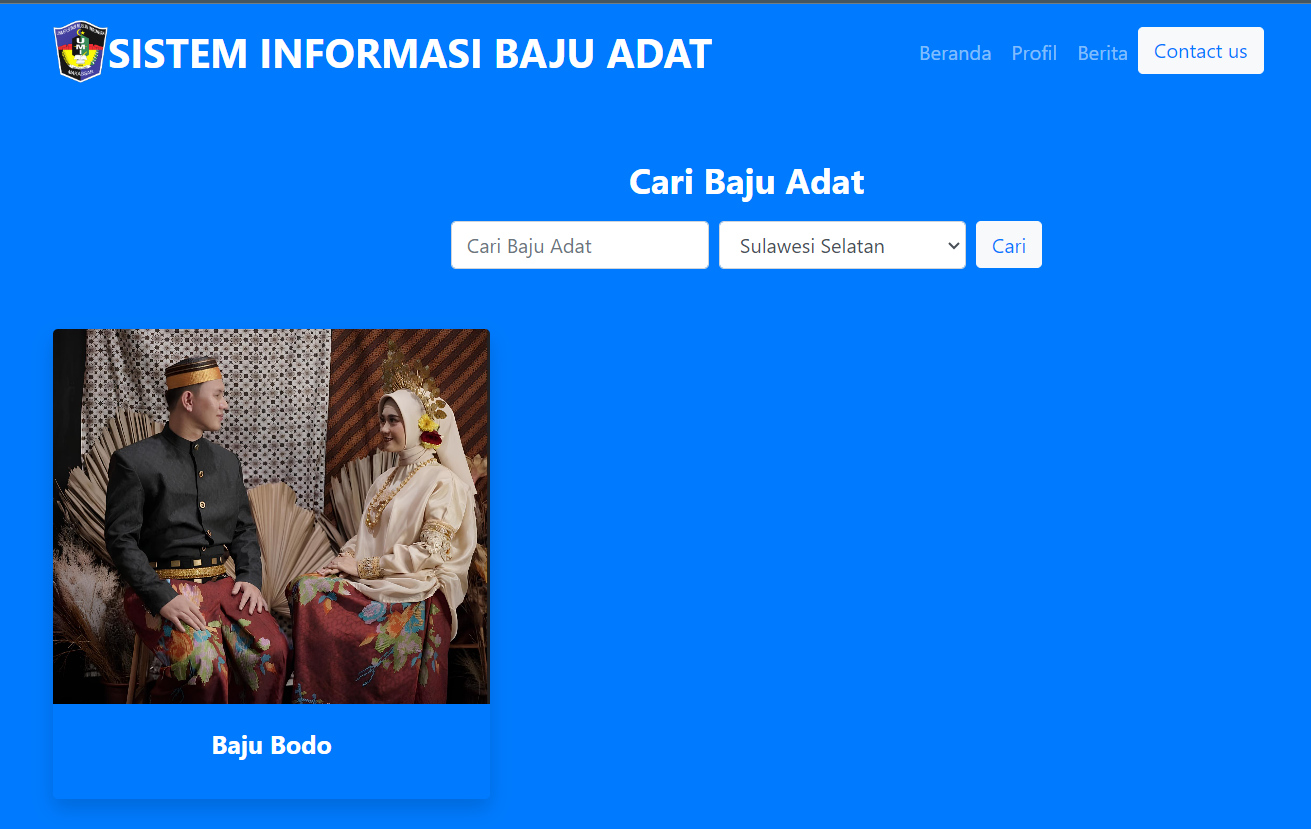 SISTEM INFORMASI BAJU ADAT
Beranda Profil Berita Contact us
Cari Baju Adat
Cari Baju Adat Sulawesi Selatan Cari
Baju Bodo